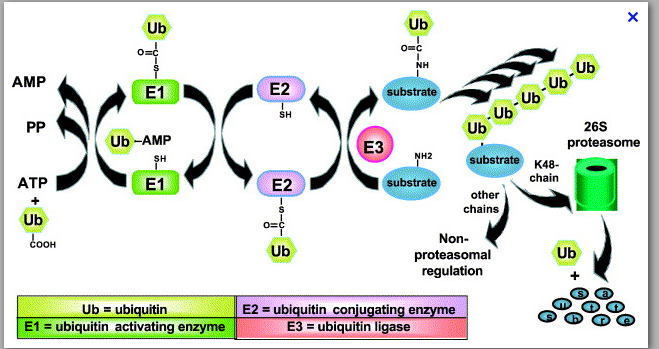 ×
Ub
O=C
S
E1
AMP
PP
ATP
+
Ub
COOH
Ub
-AMP
SH
E1
E2
SH
E2
S
O=C
Ub
E3
Ub
O=C
NH
substrate
NH2
substrate
Ub-Ub-Ub-Ub-Ub
substrate
K48-
chain
26S
proteasome
other
chains
Non-
proteasomal
regulation
Ub
+
s a
u t t
s b r e
Ub = ubiquitin
E2 = ubiquitin conjugating enzyme
E1 = ubiquitin activating enzyme
E3 = ubiquitin ligase